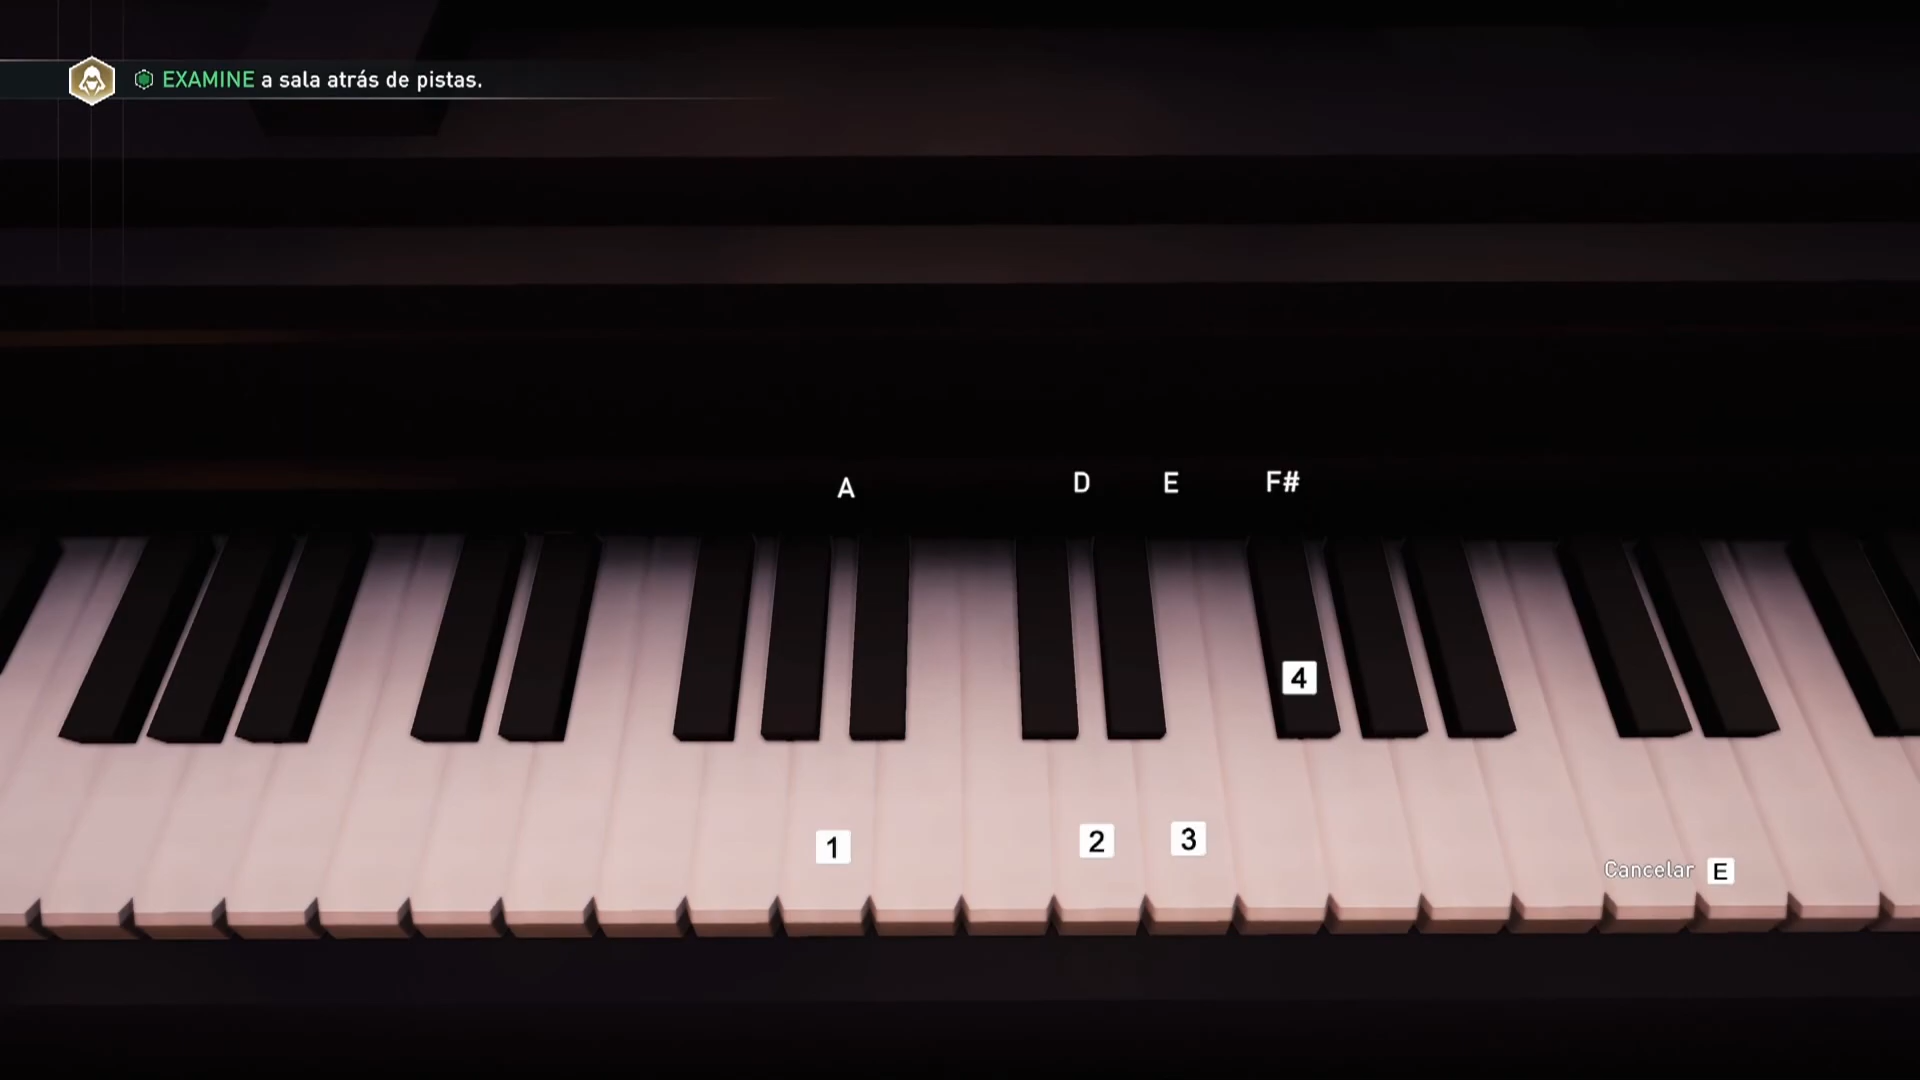 EXAMINE a sala atrás de pistas.
A D E F#
4
1 2 3
Cancelar E